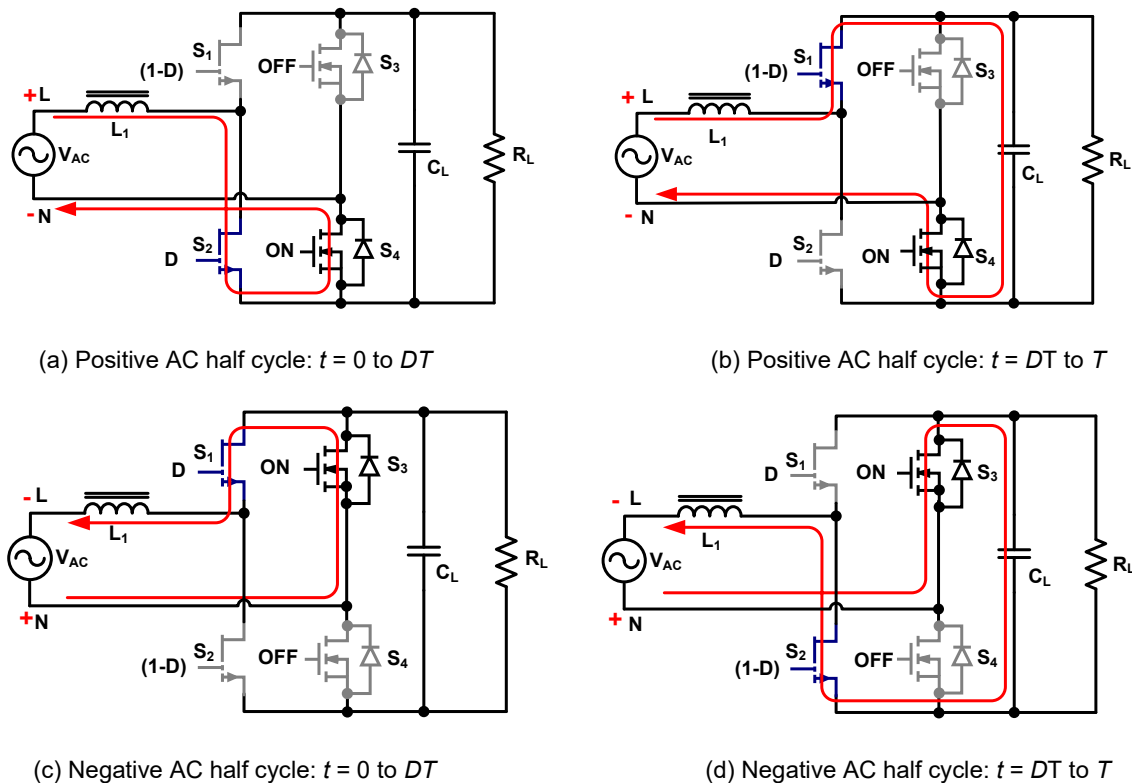 S1
(1-D)
OFF
S3
+ L
L1
VAC
CL
RL
- N
S2
D
ON
S4
(a) Positive AC half cycle: t = 0 to DT
S1
(1-D)
OFF
S3
+ L
L1
VAC
CL
RL
- N
S2
D
ON
S4
(b) Positive AC half cycle: t = DT to T
S1
D
ON
S3
- L
L1
VAC
CL
RL
+ N
S2
(1-D)
OFF
S4
(c) Negative AC half cycle: t = 0 to DT
S1
D
ON
S3
- L
L1
VAC
CL
RL
+ N
S2
(1-D)
OFF
S4
(d) Negative AC half cycle: t = DT to T